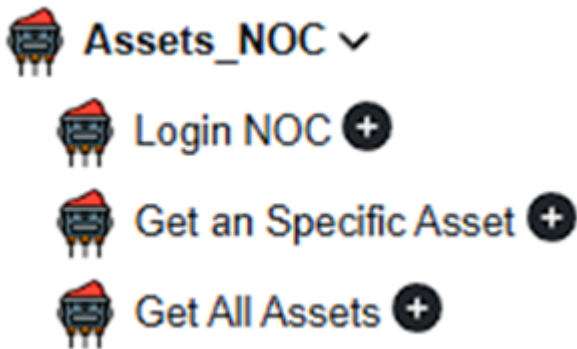 Assets_NOC
Login NOC
Get an Specific Asset
Get All Assets